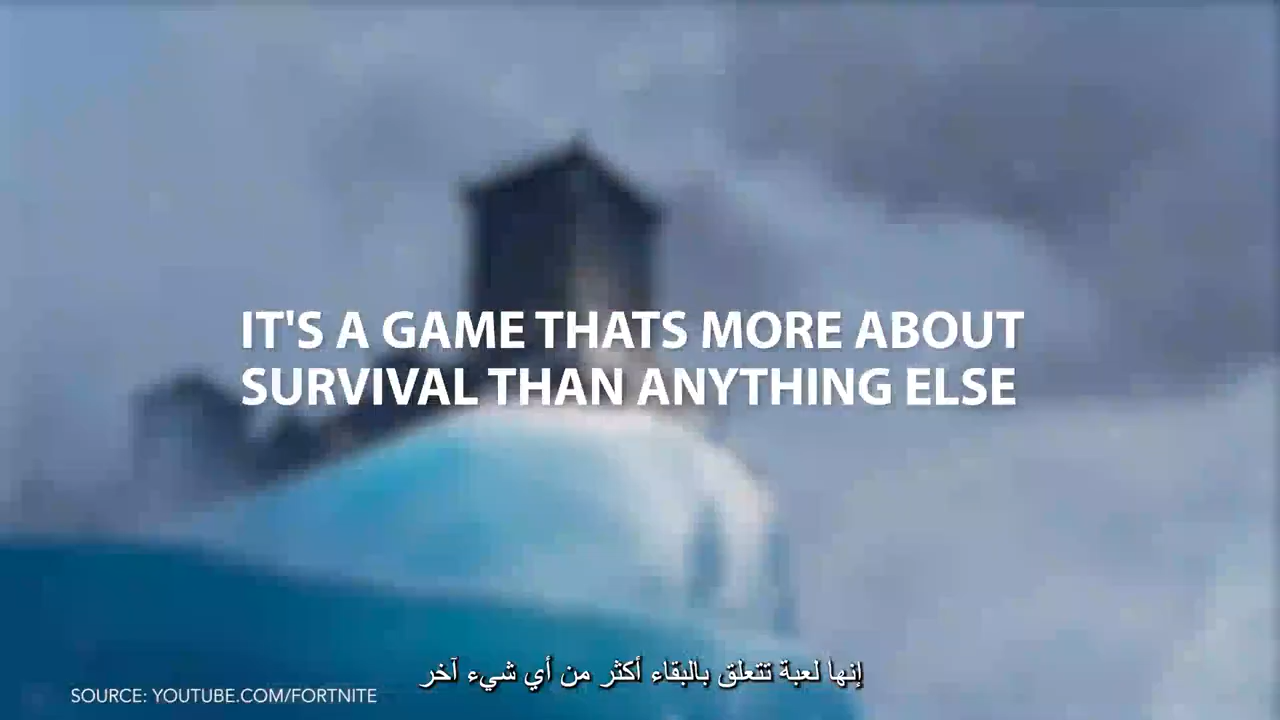 IT'S A GAME THATS MORE ABOUT
SURVIVAL THAN ANYTHING ELSE
إنها لعبة تتعلق بالبقاء أكثر من أي شيء آخر
SOURCE: YOUTUBE.COM/FORTNITE